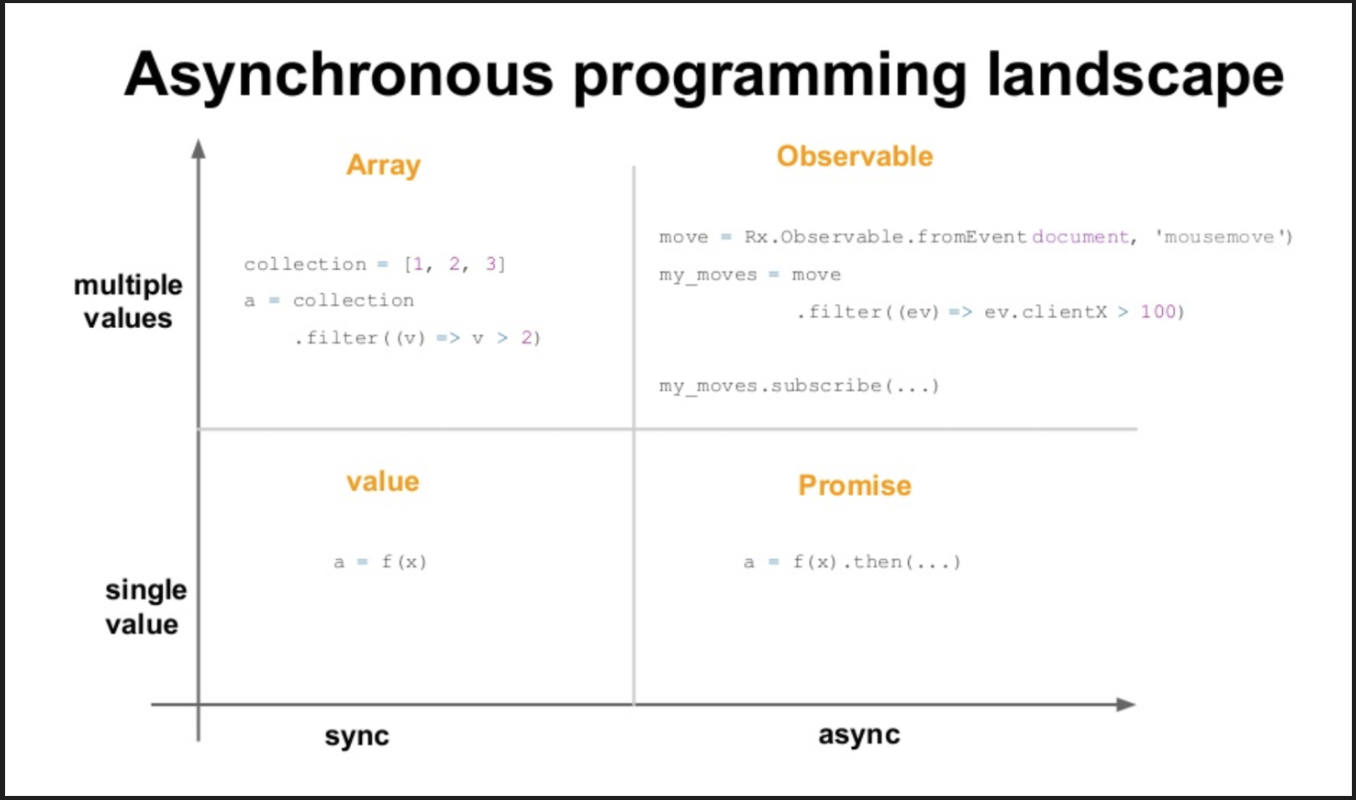 Asynchronous programming landscape
Array
Observable
multiple
values
collection = [1, 2, 3]
a = collection
.filter((v) => v > 2)
move = Rx.Observable.fromEvent document, 'mousemove')
my_moves = move
.filter((ev) => ev.clientX > 100)
my_moves.subscribe(...)
value
Promise
single
value
a = f(x)
a = f(x).then(...)
sync
async